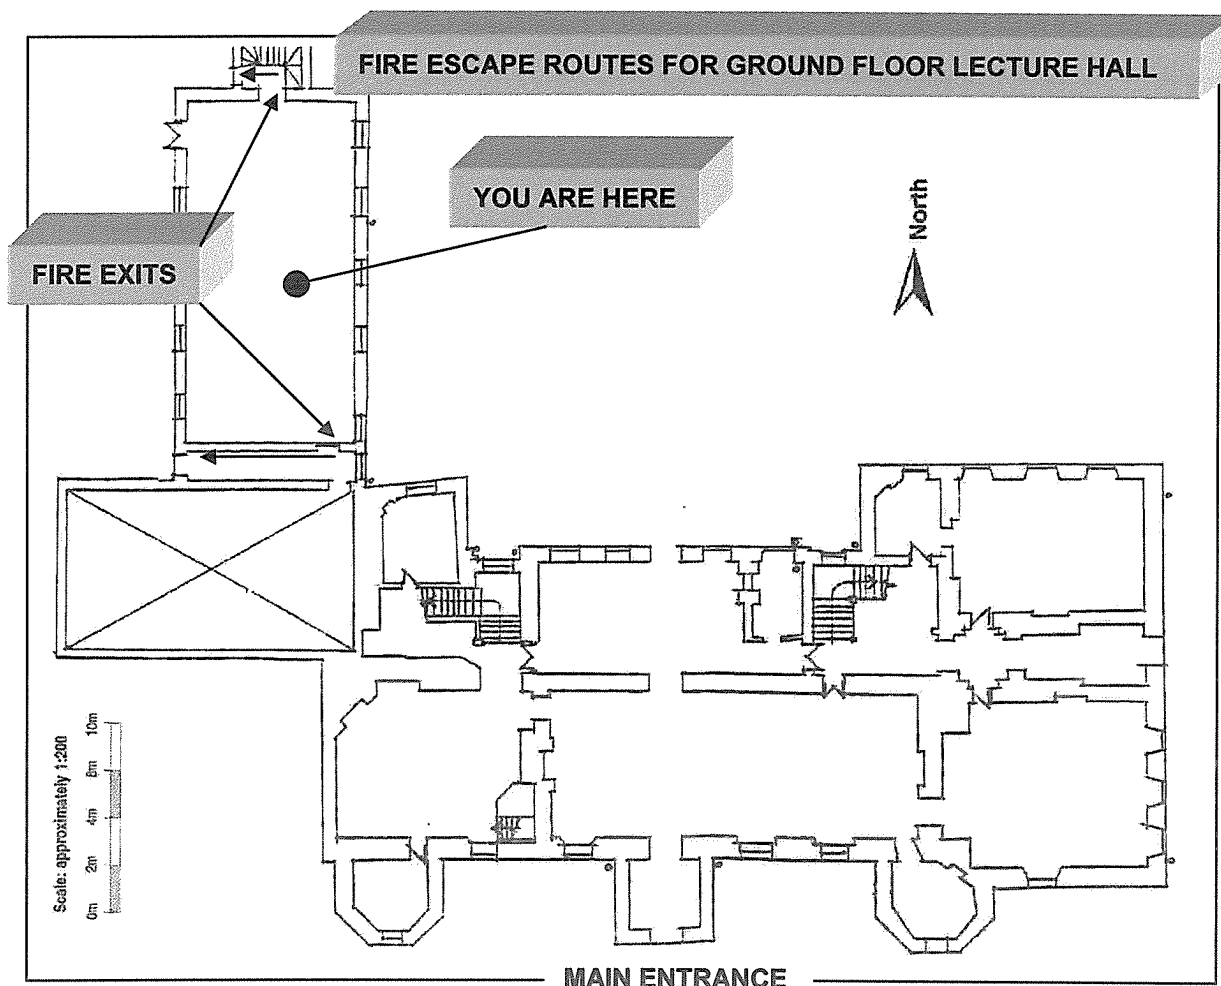 FIRE ESCAPE ROUTES FOR GROUND FLOOR LECTURE HALL
YOU ARE HERE
North
FIRE EXITS
Scale: approximately 1:200
0m 2m 4m 8m 10m
MAIN ENTRANCE